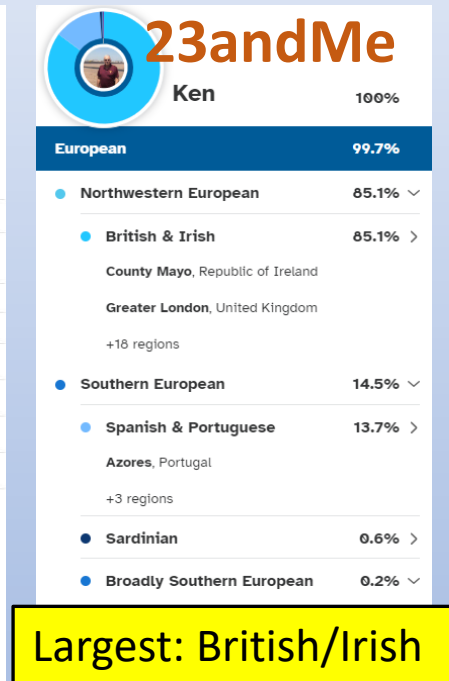 23andMe
Ken 100%
European 99.7%
Northwestern European 85.1%
British & Irish 85.1%
County Mayo, Republic of Ireland
Greater London, United Kingdom
+18 regions
Southern European 14.5%
Spanish & Portuguese 13.7%
Azores, Portugal
+3 regions
Sardinian 0.6%
Broadly Southern European 0.2%
Largest: British/Irish